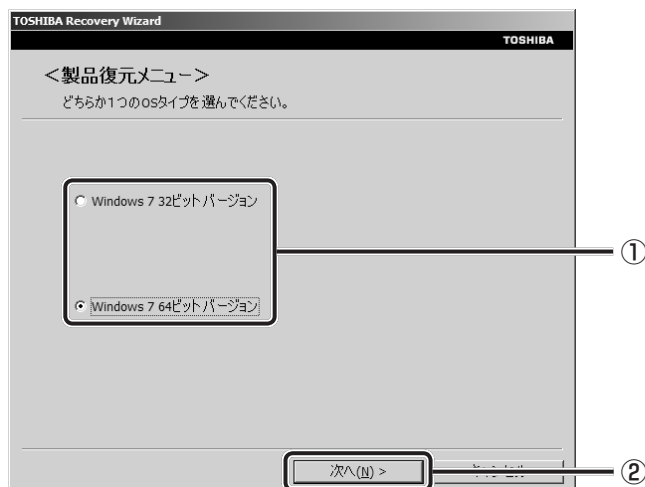 TOSHIBA Recovery Wizard
TOSHIBA
＜製品復元メニュー＞
どちらか1つのOSタイプを選んでください。
Windows 7 32ビットバージョン
①
Windows 7 64ビットバージョン
次へ(N) >
②